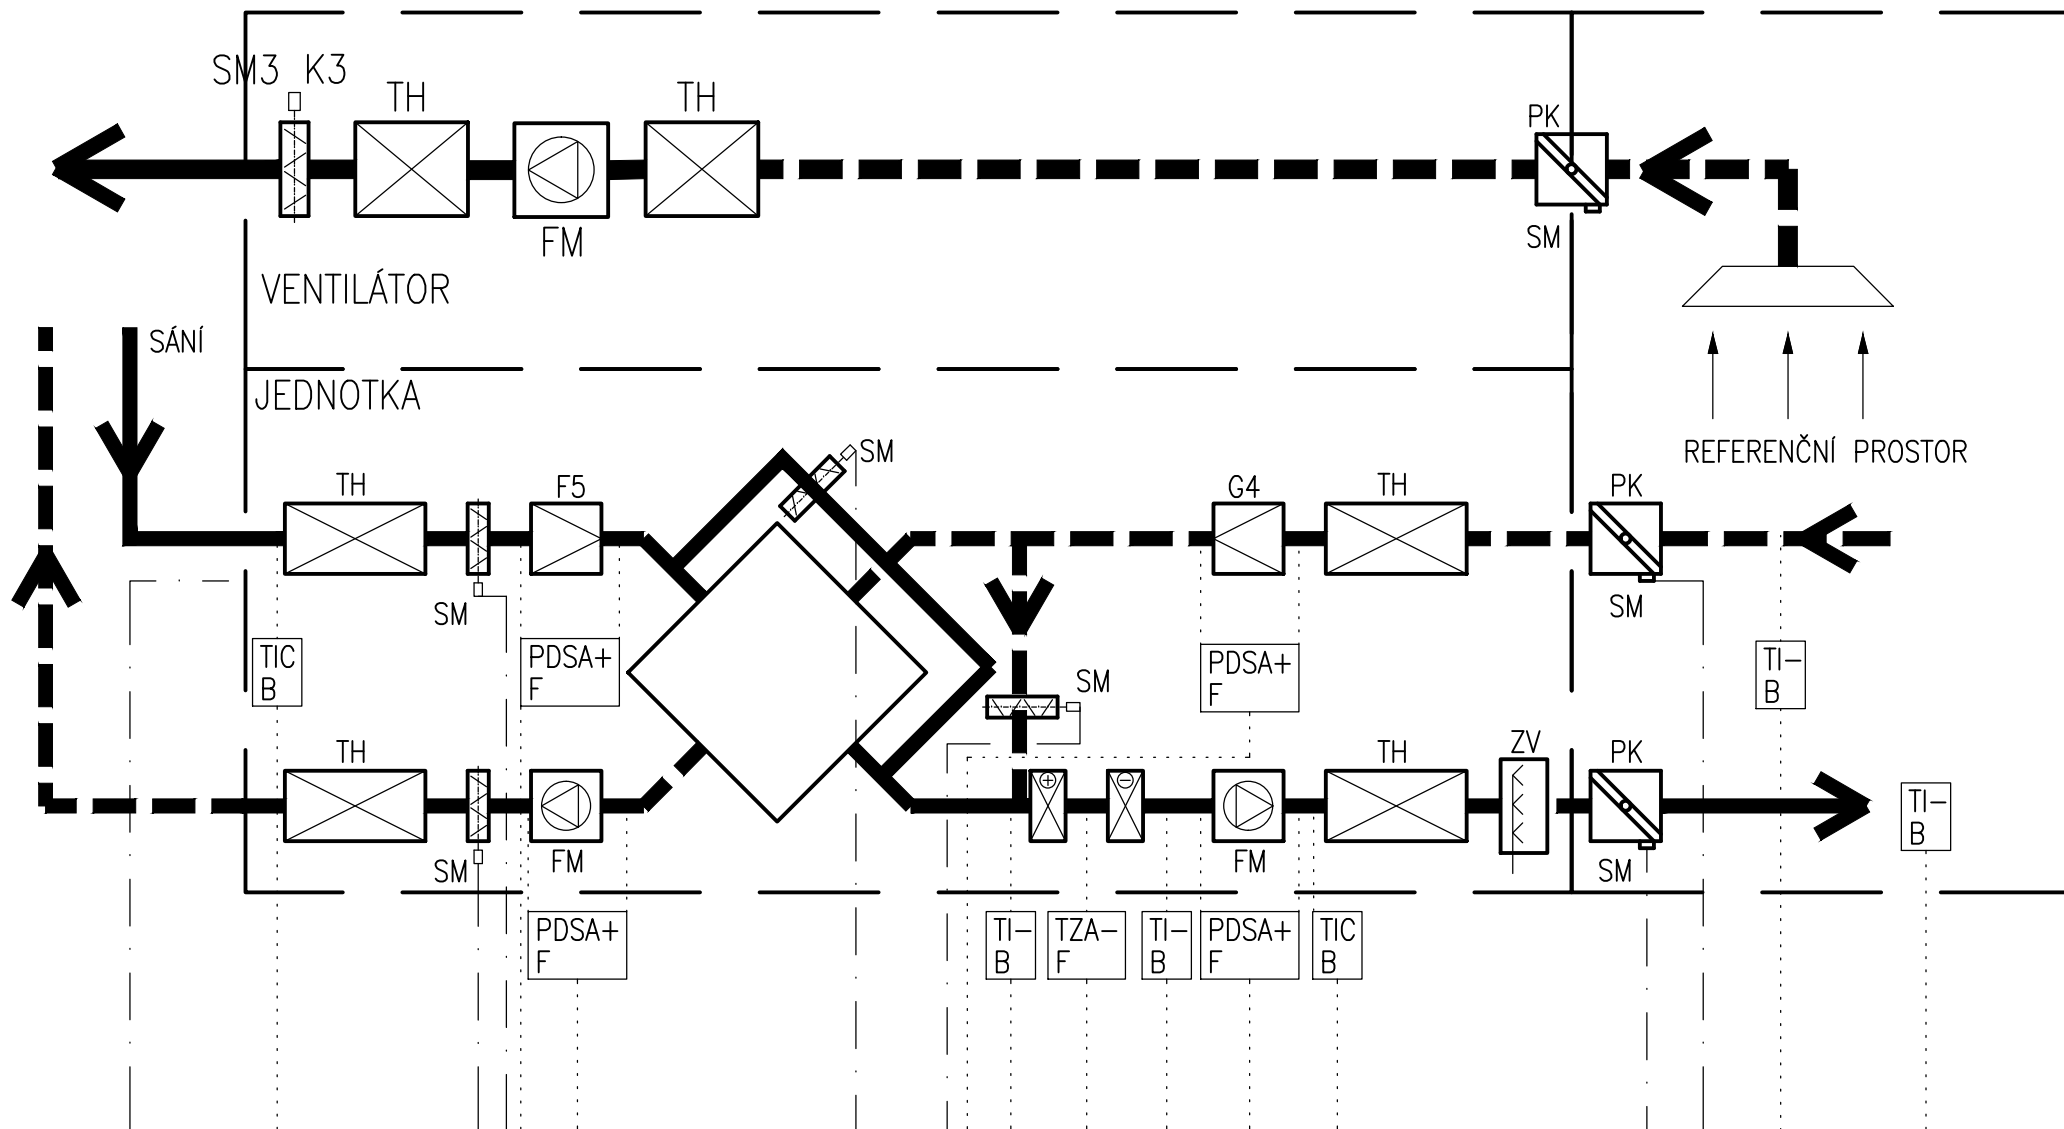 SM3 K3
TH
TH
PK
FM
SM
VENTILÁTOR
SÁNÍ
JEDNOTKA
SM
REFERENČNÍ PROSTOR
TH
F5
G4
TH
PK
SM
SM
TIC
B
PDSA+
F
PDSA+
F
TI-
B
SM
TH
TH
ZV
PK
TI-
B
SM
FM
FM
SM
PDSA+
F
TI-
B
TZA-
F
TI-
B
PDSA+
F
TIC
B